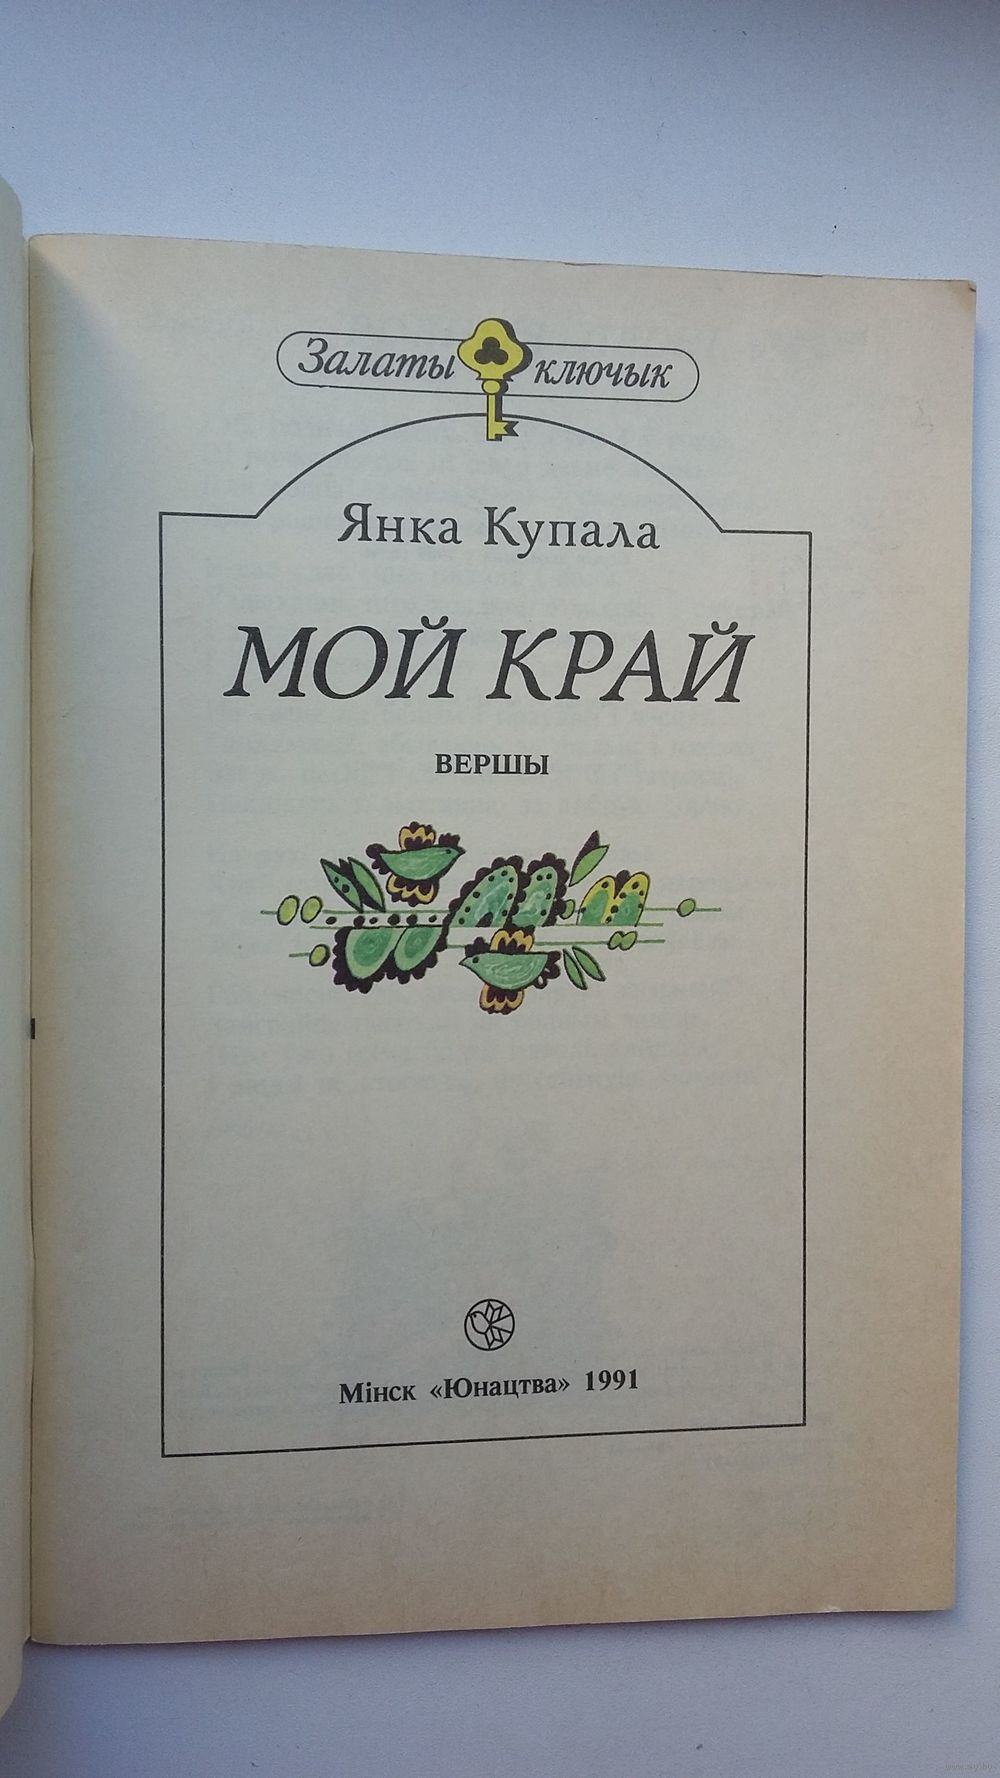 Залаты ключык
Янка Купала
МОЙ КРАЙ
ВЕРШЫ
Мінск «Юнацтва» 1991